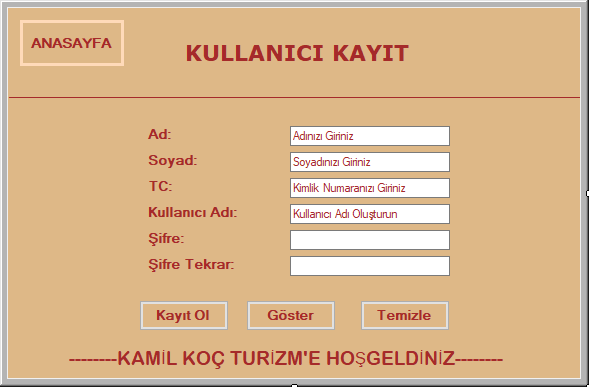 ANASAYFA
KULLANICI KAYIT
Ad: Adınızı Giriniz
Soyad: Soyadınızı Giriniz
TC: Kimlik Numaranızı Giriniz
Kullanıcı Adı: Kullanıcı Adı Oluşturun
Şifre:
Şifre Tekrar:
Kayıt Ol Göster Temizle
--------KAMİL KOÇ TURİZM'E HOŞGELDİNİZ--------